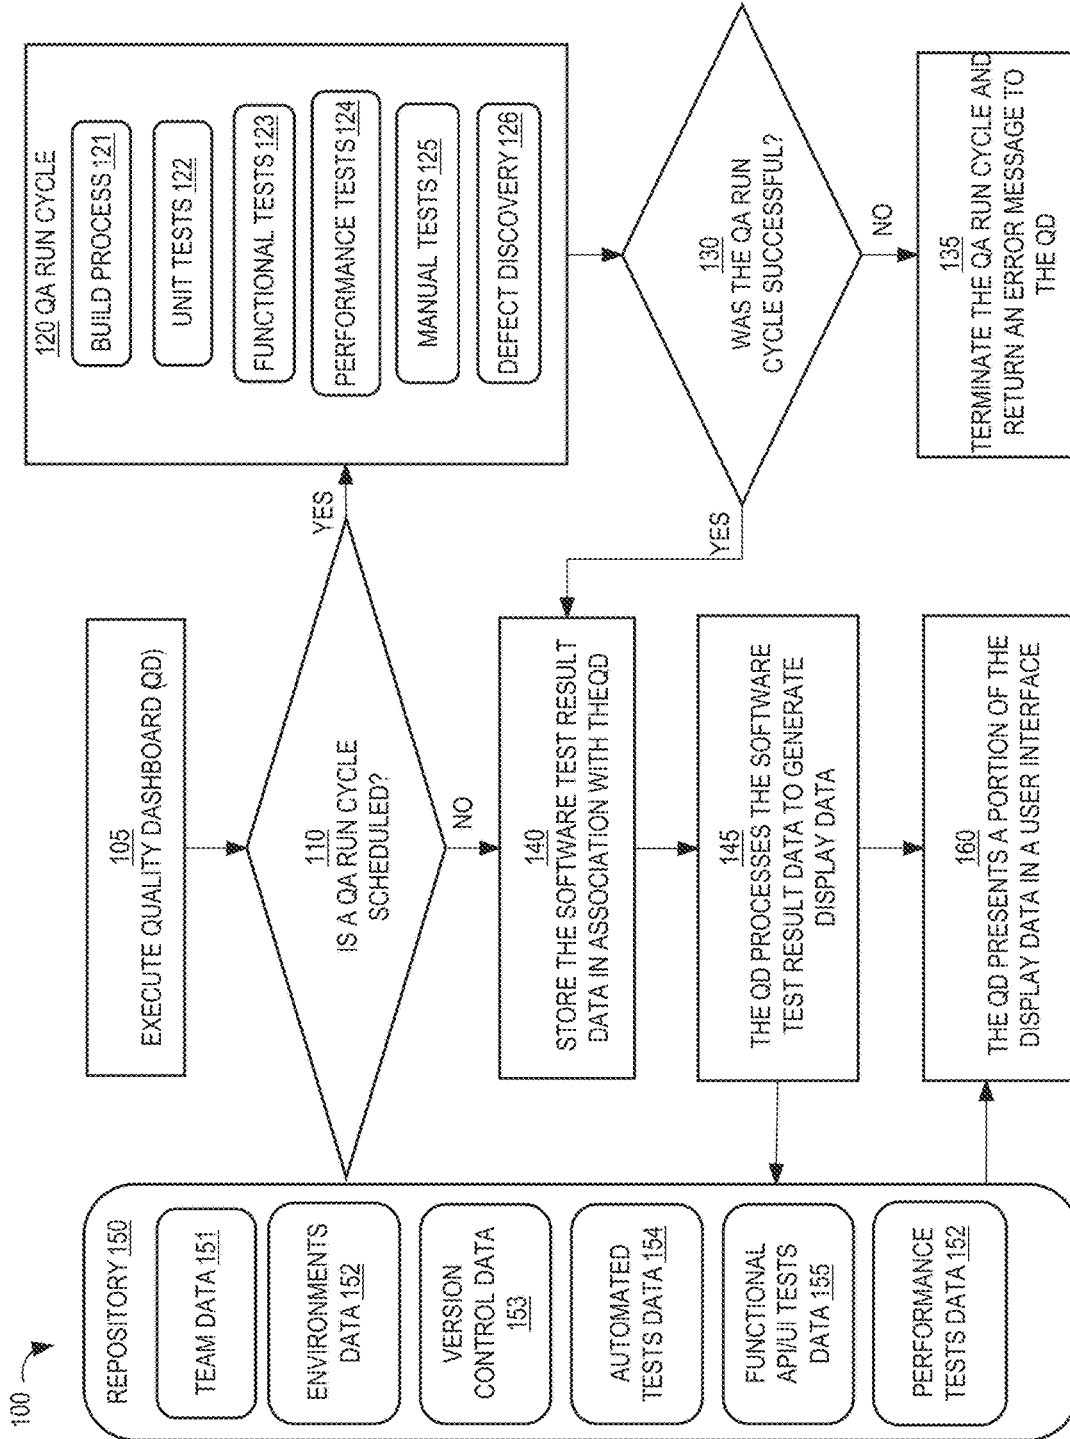 100
REPOSITORY 150
TEAM DATA 151
ENVIRONMENTS
DATA 152
VERSION
CONTROL DATA
153
AUTOMATED
TESTS DATA 154
FUNCTIONAL
API/UI TESTS
DATA 155
PERFORMANCE
TESTS DATA 152
105
EXECUTE QUALITY DASHBOARD (QD)
110
IS A QA RUN CYCLE
SCHEDULED?
YES
NO
120 QA RUN CYCLE
BUILD PROCESS 121
UNIT TESTS 122
FUNCTIONAL TESTS 123
PERFORMANCE TESTS 124
MANUAL TESTS 125
DEFECT DISCOVERY 126
130
WAS THE QA RUN
CYCLE SUCCESSFUL?
YES
NO
135
TERMINATE THE QA RUN CYCLE AND
RETURN AN ERROR MESSAGE TO
THE QD
140
STORE THE SOFTWARE TEST RESULT
DATA IN ASSOCIATION WITH THEQD
145
THE QD PROCESSES THE SOFTWARE
TEST RESULT DATA TO GENERATE
DISPLAY DATA
160
THE QD PRESENTS A PORTION OF THE
DISPLAY DATA IN A USER INTERFACE